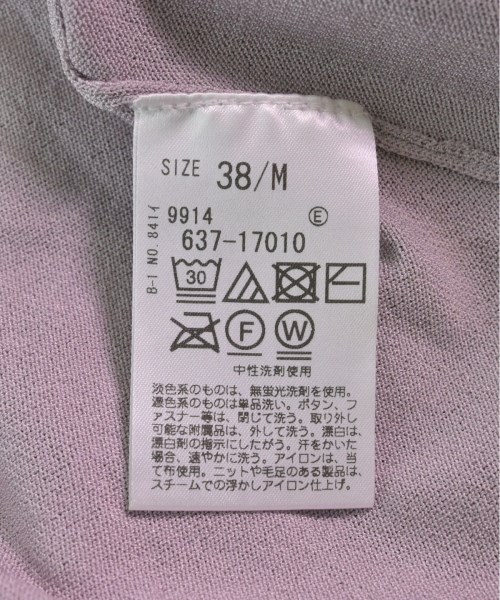 SIZE 38/M
9914 Ⓔ
637-17010
B-I NO.841イ
30
F W
中性洗剤使用
淡色系のものは、無蛍光洗剤を使用。
濃色系のものは単品洗い。ボタン、フ
ァスナー等は、閉じて洗う。取り外し
可能な附属品は、外して洗う。漂白は、
漂白剤の指示にしたがう。汗をかいた
場合、速やかに洗う。アイロンは、当
て布使用。ニットや毛足のある製品は、
スチームでの浮かしアイロン仕上げ。